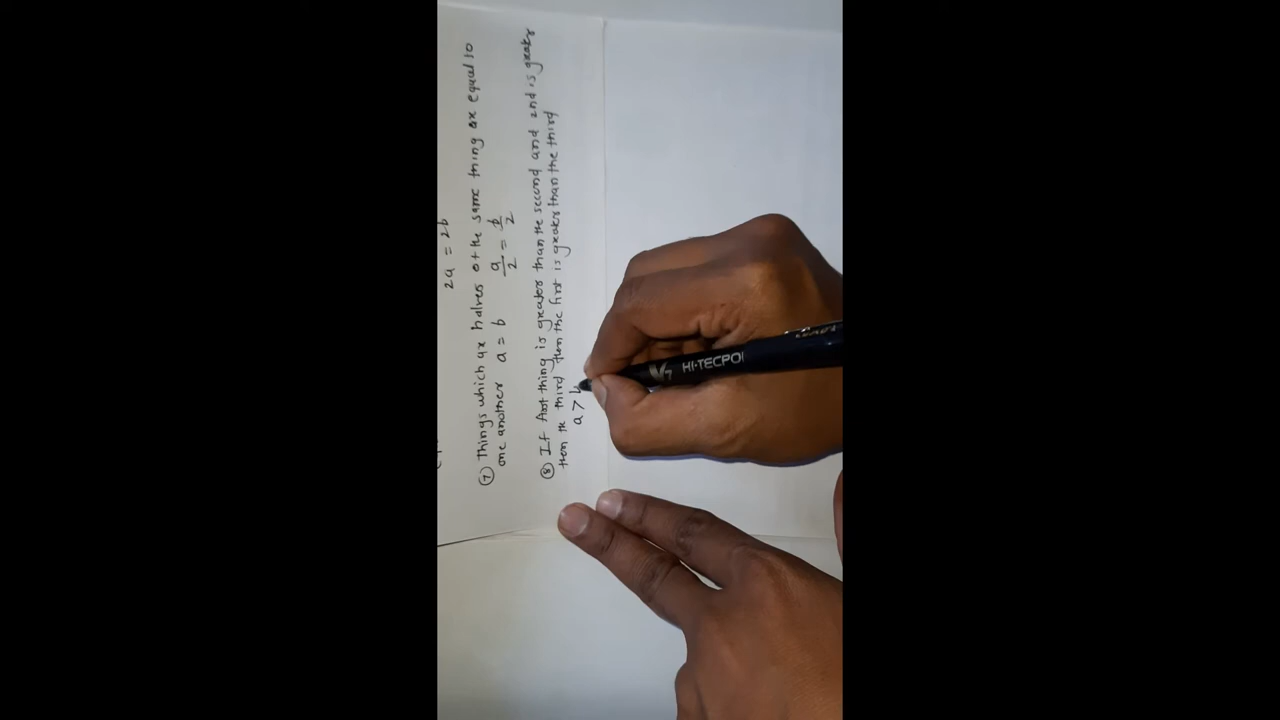 2a = 2b
⑦ Things which are halves of the same thing are equal to
one another a = b a/2 = b/2
⑧ If first thing is greater than the second and 2nd is greater
then the third then the first is greater than the third
a > b
HI-TECPOI